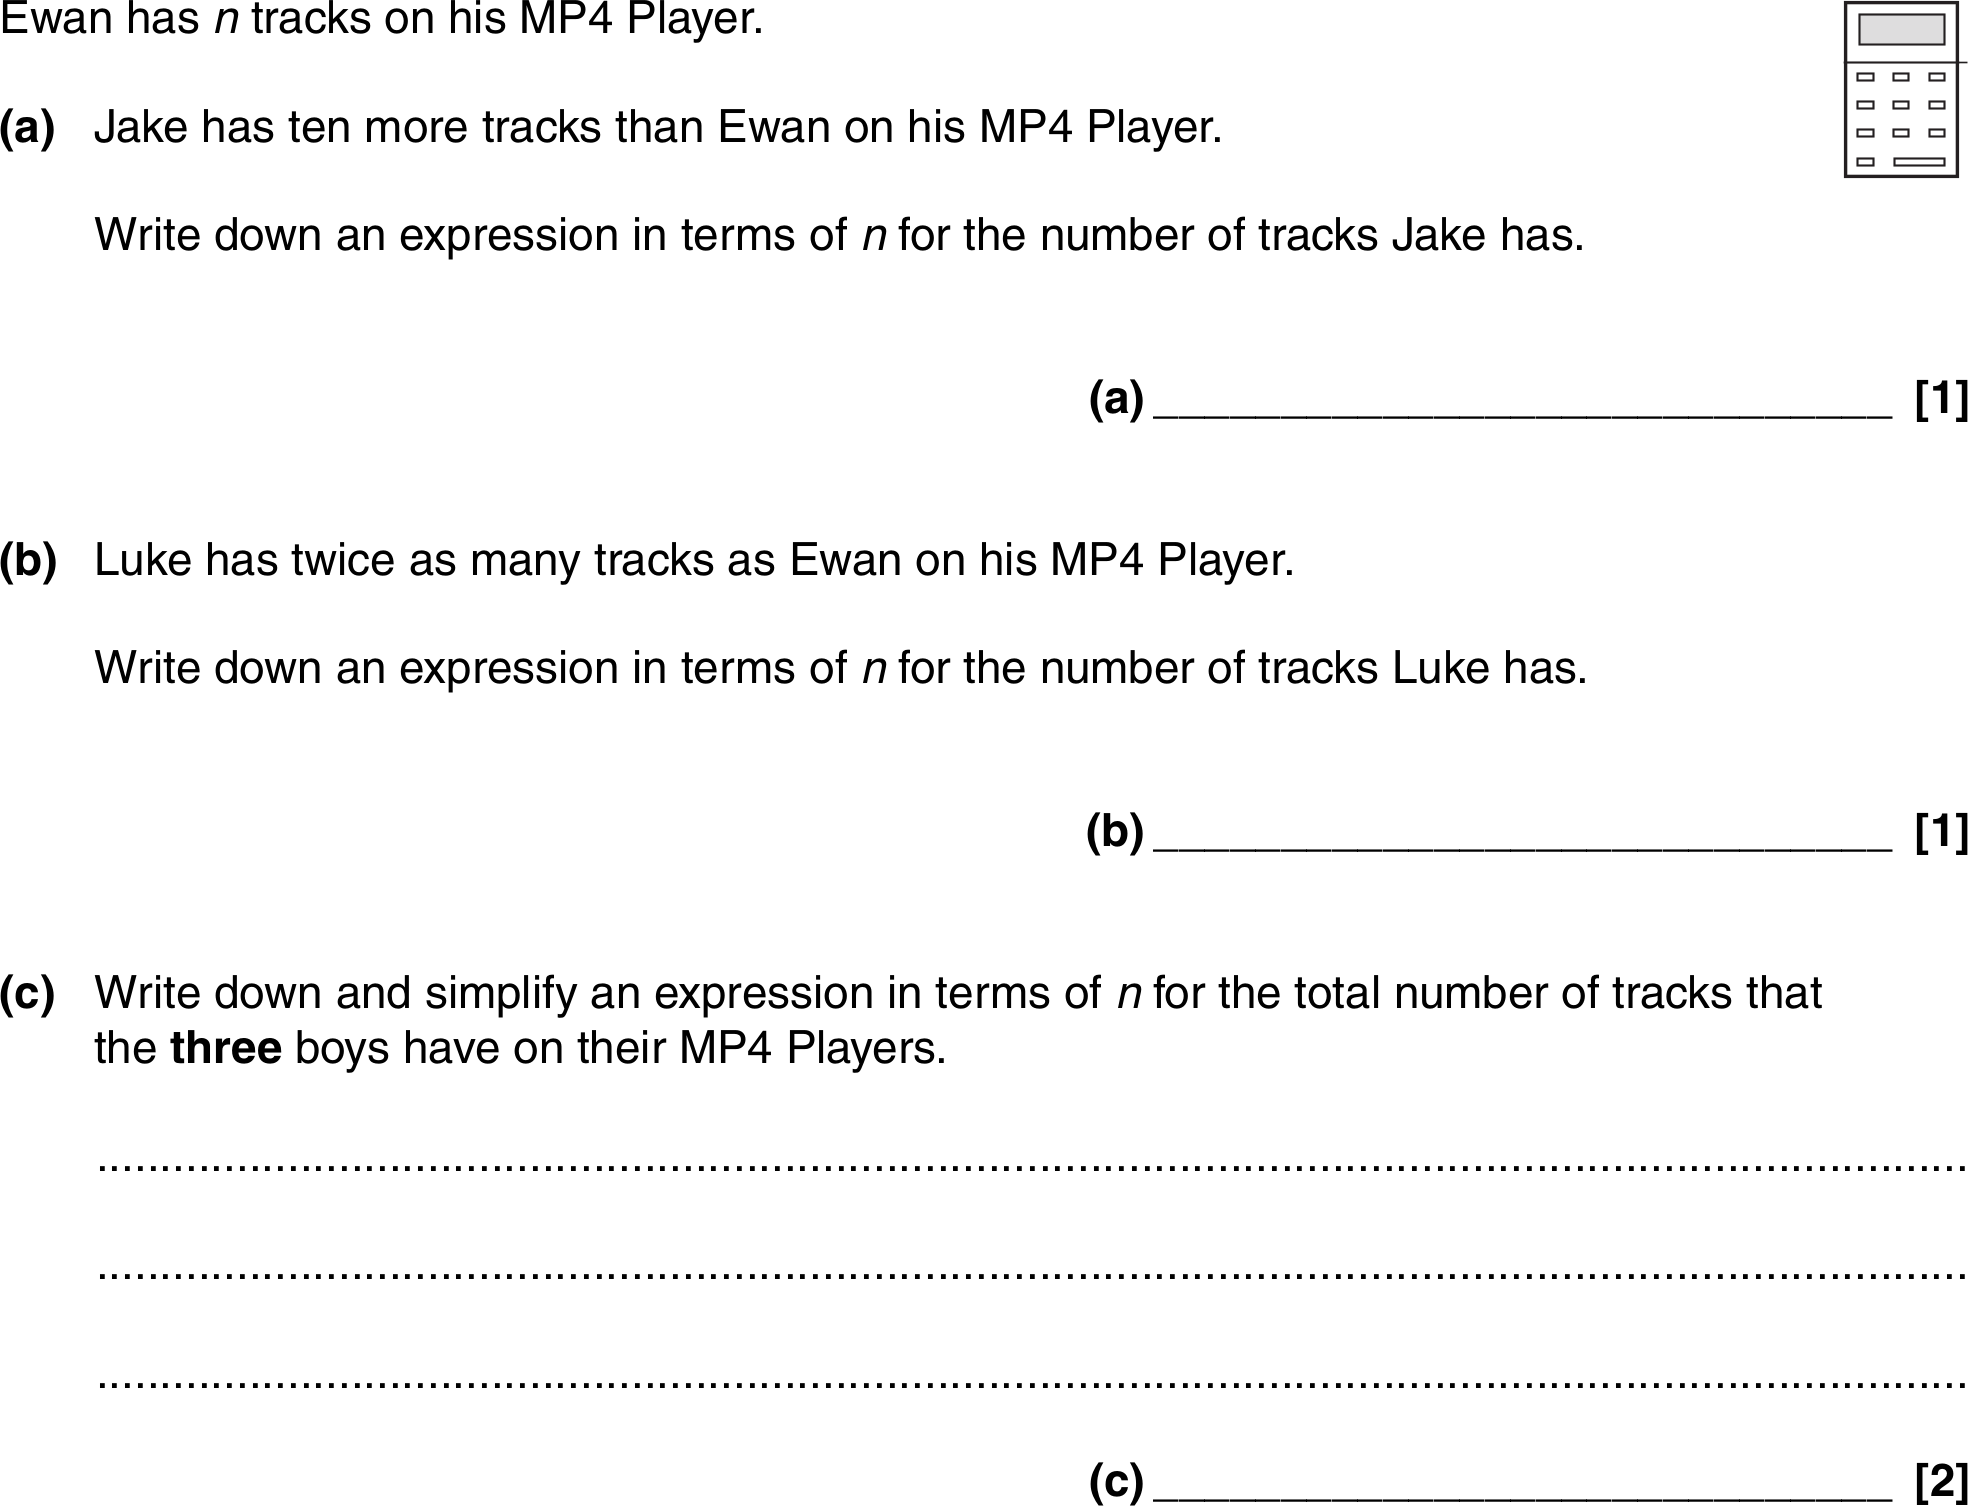 Ewan has n tracks on his MP4 Player.
(a) Jake has ten more tracks than Ewan on his MP4 Player.
Write down an expression in terms of n for the number of tracks Jake has.
(a) ______________________________ [1]
(b) Luke has twice as many tracks as Ewan on his MP4 Player.
Write down an expression in terms of n for the number of tracks Luke has.
(b) ______________________________ [1]
(c) Write down and simplify an expression in terms of n for the total number of tracks that
the three boys have on their MP4 Players.
(c) ______________________________ [2]